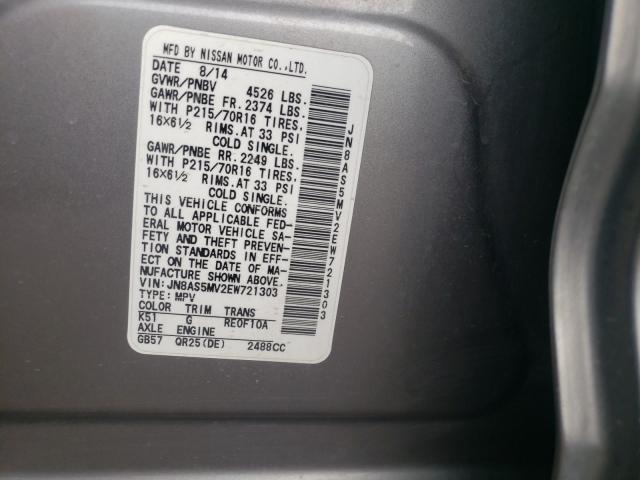 MFD BY NISSAN MOTOR CO.,LTD.
DATE 8/14
GVWR/PNBV 4526 LBS.
GAWR/PNBE FR. 2374 LBS.
WITH P215/70R16 TIRES.
16X6½ RIMS.AT 33 PSI
COLD SINGLE.
GAWR/PNBE RR. 2249 LBS.
WITH P215/70R16 TIRES.
16X6½ RIMS.AT 33 PSI
COLD SINGLE.
THIS VEHICLE CONFORMS
TO ALL APPLICABLE FED-
ERAL MOTOR VEHICLE SA-
FETY AND THEFT PREVEN-
TION STANDARDS IN EFF-
ECT ON THE DATE OF MA-
NUFACTURE SHOWN ABOVE.
VIN: JN8AS5MV2EW721303
TYPE: MPV
COLOR TRIM TRANS
K51 G RE0F10A
AXLE ENGINE
GB57 QR25(DE) 2488CC
JN8AS5MV2EW721303